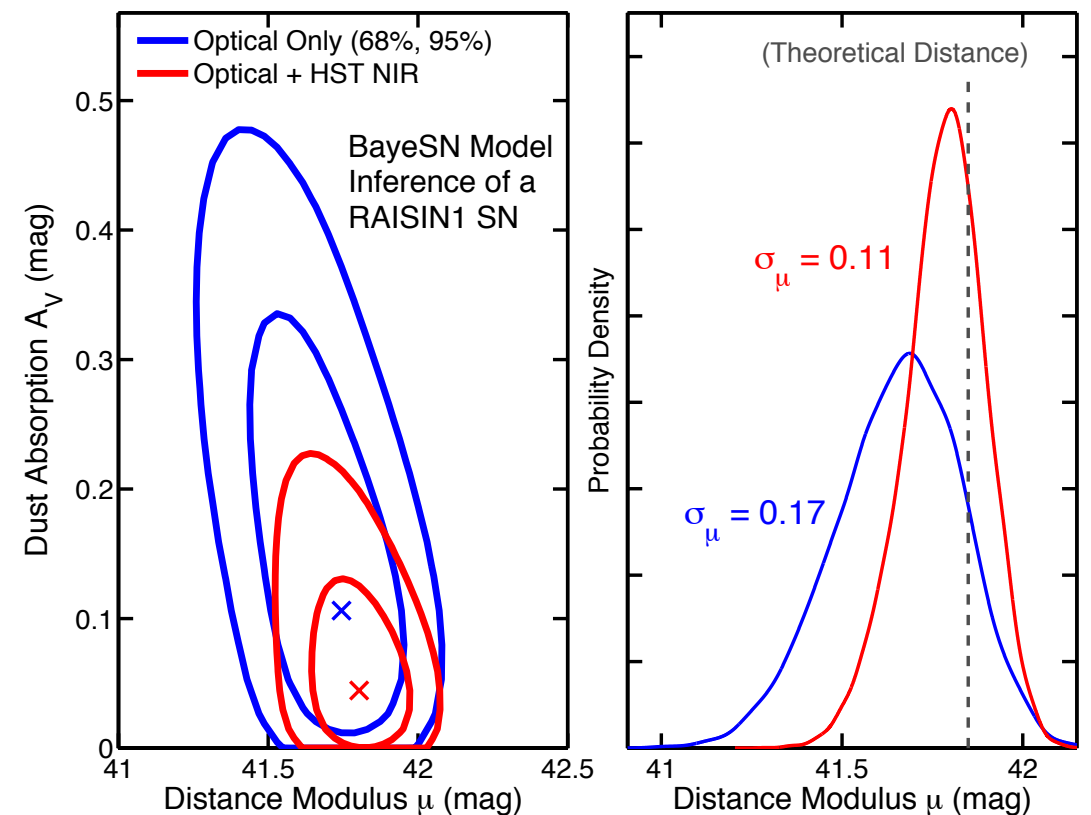 Optical Only (68%, 95%)
Optical + HST NIR
BayeSN Model
Inference of a
RAISIN1 SN
Dust Absorption A_V (mag)
0.5
0.4
0.3
0.2
0.1
0
41
41.5
42
42.5
Distance Modulus μ (mag)
(Theoretical Distance)
σ_μ = 0.11
σ_μ = 0.17
Probability Density
41
41.5
42
Distance Modulus μ (mag)